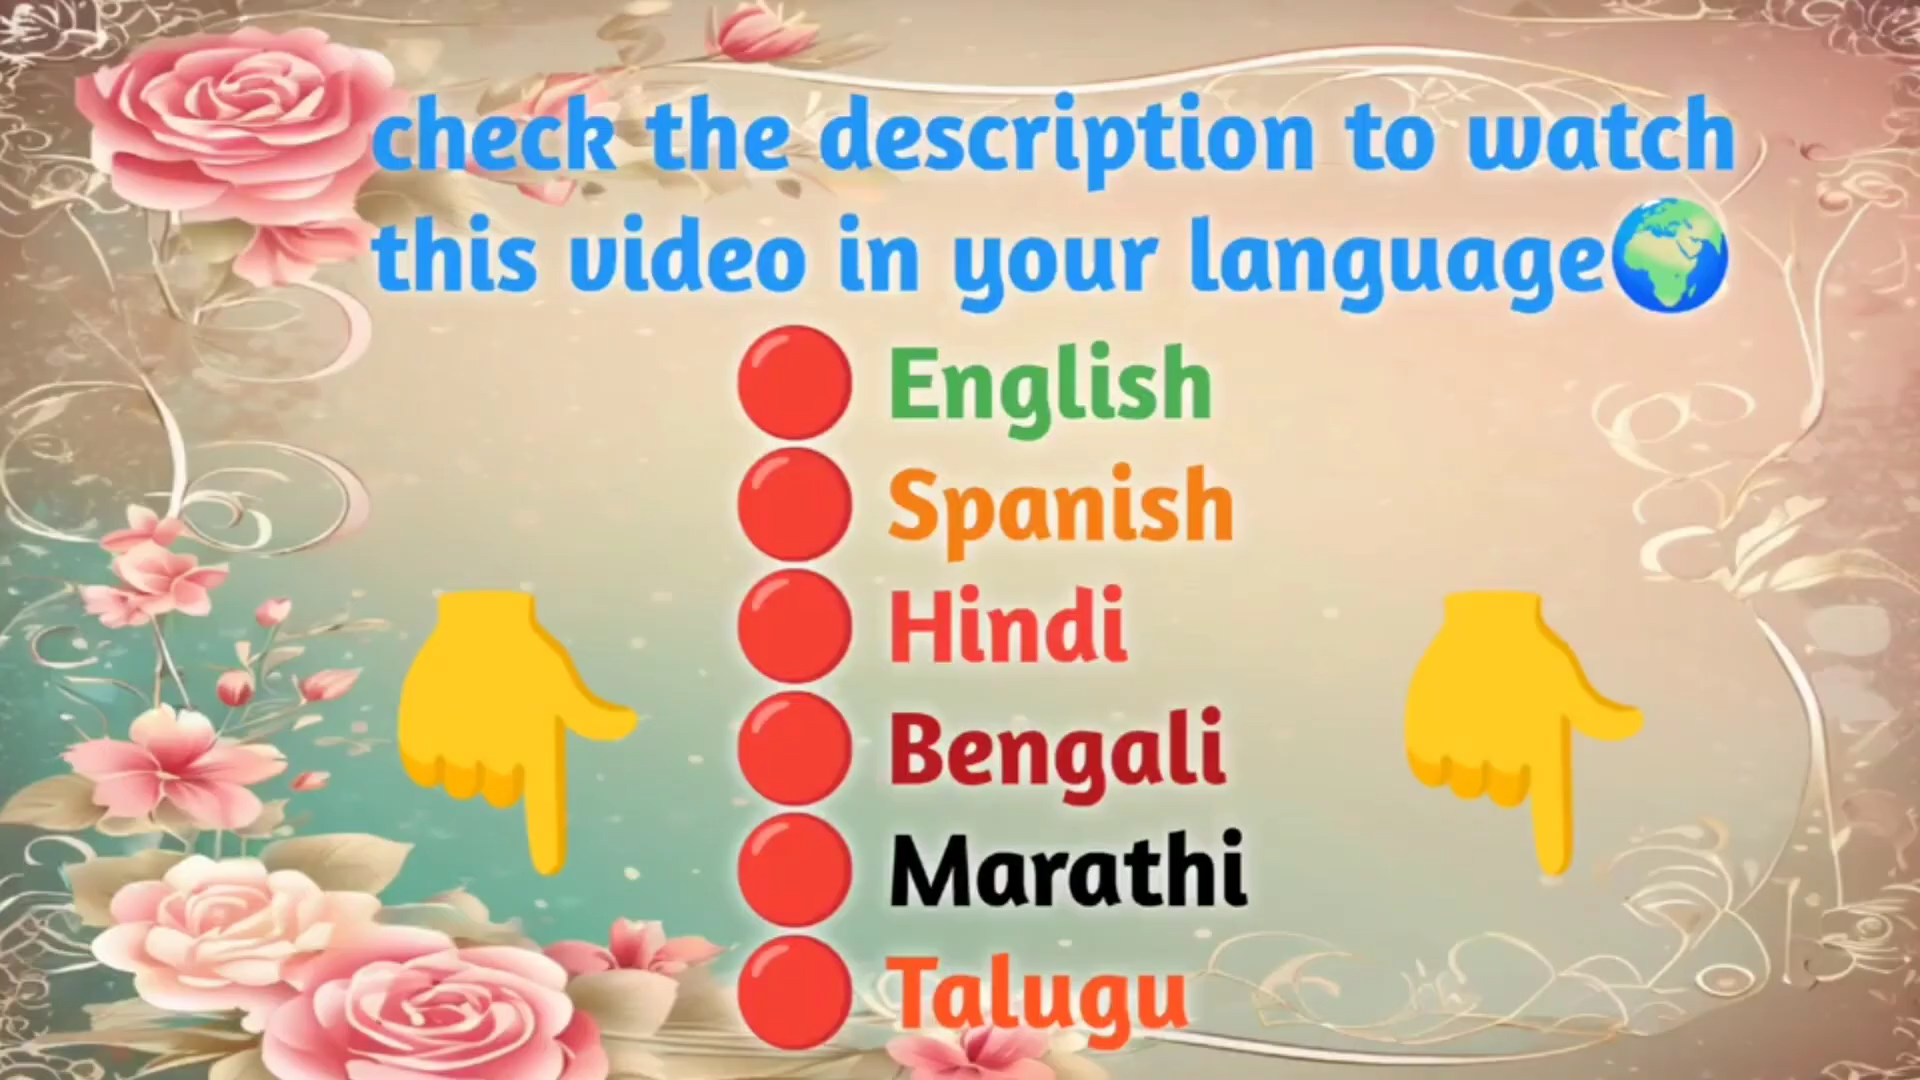 check the description to watch
this video in your language🌍
🔴 English
🔴 Spanish
🔴 Hindi
🔴 Bengali
🔴 Marathi
🔴 Talugu